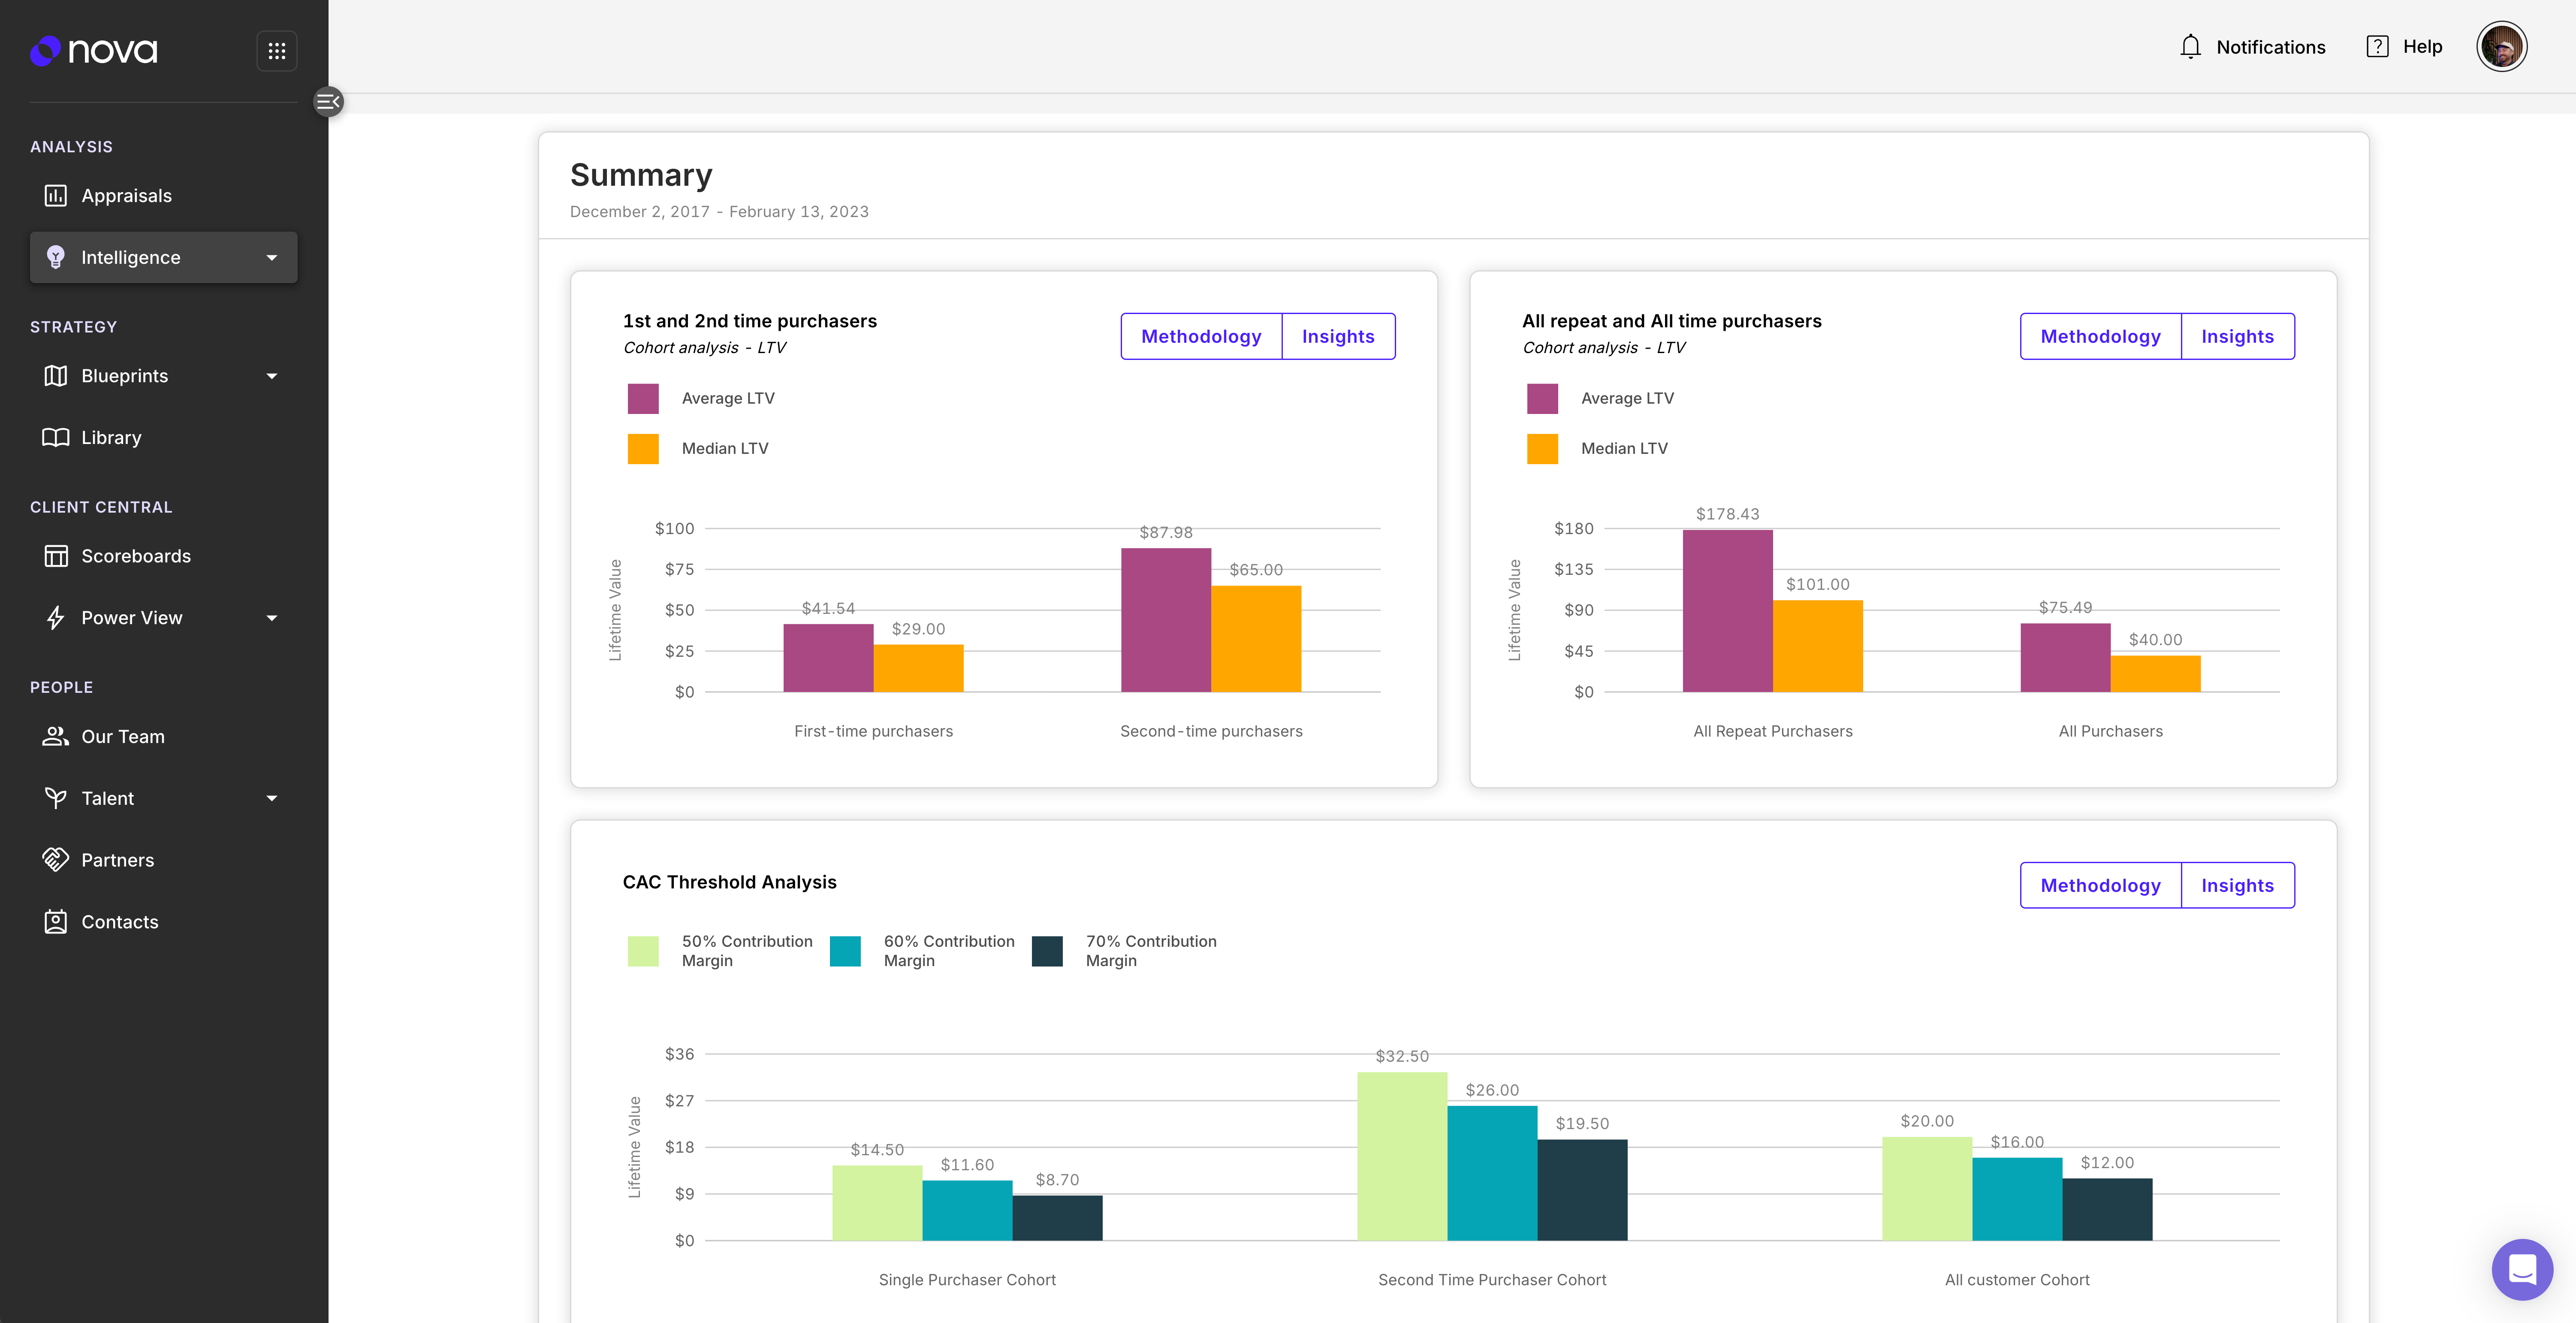 nova
Notifications
Help
ANALYSIS
Appraisals
Intelligence
STRATEGY
Blueprints
Library
CLIENT CENTRAL
Scoreboards
Power View
PEOPLE
Our Team
Talent
Partners
Contacts
Summary
December 2, 2017 - February 13, 2023
1st and 2nd time purchasers
Cohort analysis - LTV
Methodology
Insights
Average LTV
Median LTV
Lifetime Value
$100
$75
$50
$25
$0
$41.54
$29.00
$87.98
$65.00
First-time purchasers
Second-time purchasers
All repeat and All time purchasers
Cohort analysis - LTV
Methodology
Insights
Average LTV
Median LTV
Lifetime Value
$180
$135
$90
$45
$0
$178.43
$101.00
$75.49
$40.00
All Repeat Purchasers
All Purchasers
CAC Threshold Analysis
Methodology
Insights
50% Contribution
Margin
60% Contribution
Margin
70% Contribution
Margin
Lifetime Value
$36
$27
$18
$9
$0
$14.50
$11.60
$8.70
$32.50
$26.00
$19.50
$20.00
$16.00
$12.00
Single Purchaser Cohort
Second Time Purchaser Cohort
All customer Cohort